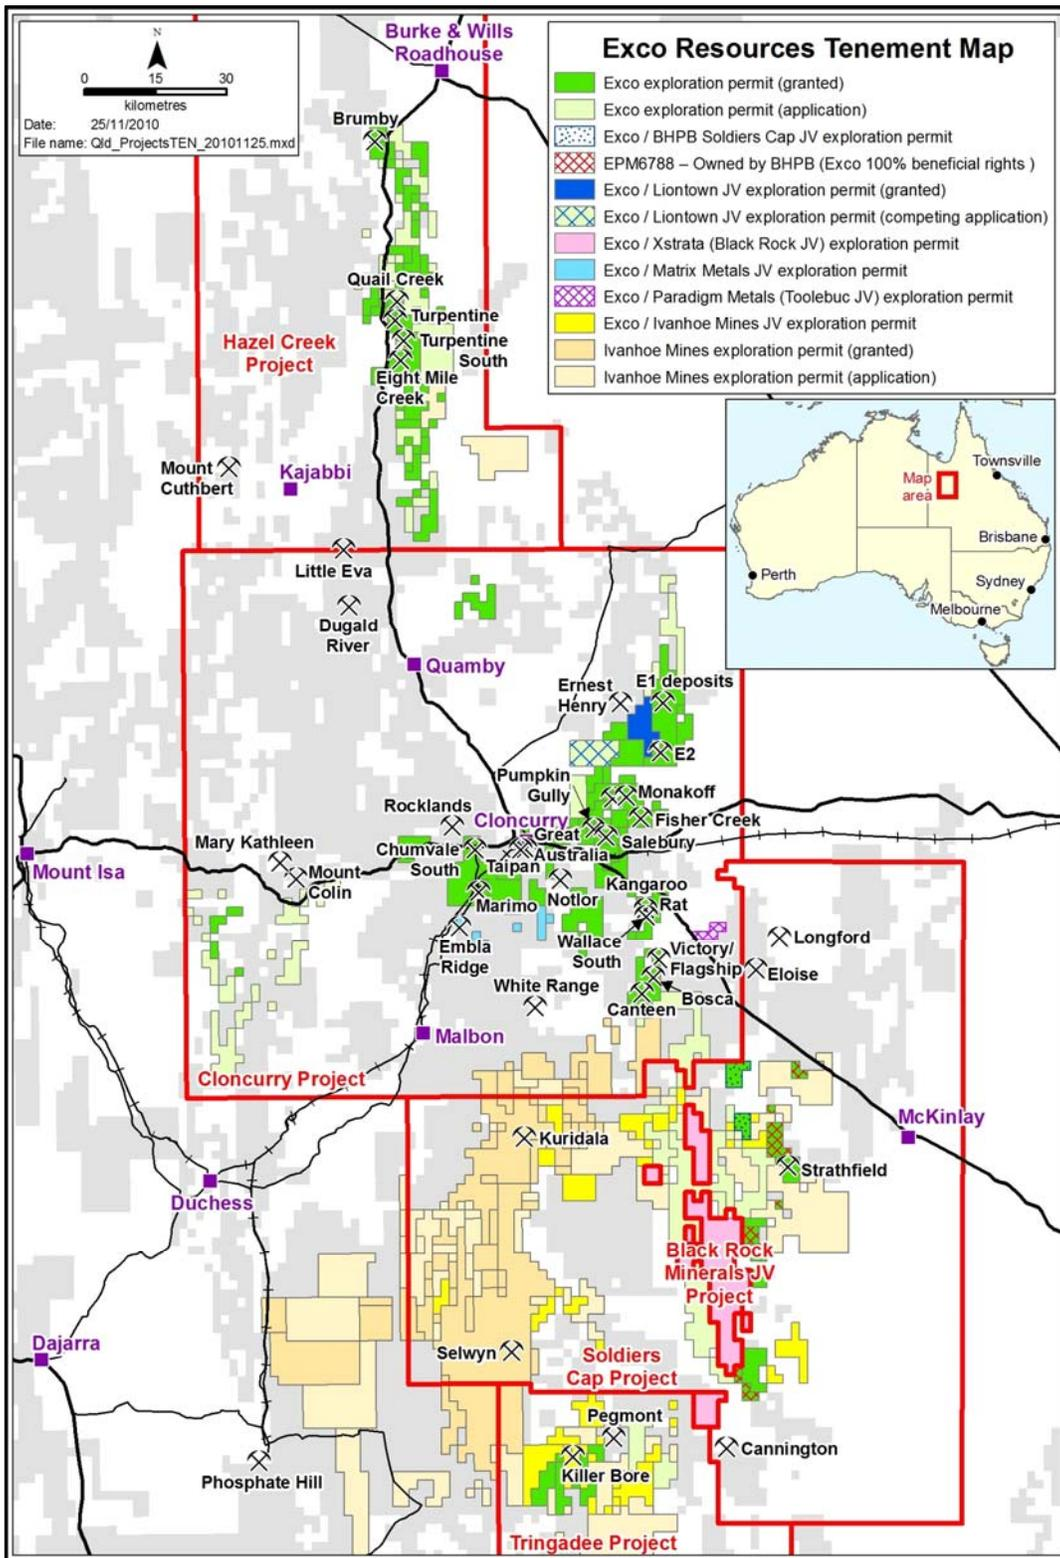 Exco Resources Tenement Map
N
0 15 30
kilometres
Date: 25/11/2010
File name: Qld_ProjectsTEN_20101125.mxd
Exco exploration permit (granted)
Exco exploration permit (application)
Exco / BHPB Soldiers Cap JV exploration permit
EPM6788 – Owned by BHPB (Exco 100% beneficial rights )
Exco / Liontown JV exploration permit (granted)
Exco / Liontown JV exploration permit (competing application)
Exco / Xstrata (Black Rock JV) exploration permit
Exco / Matrix Metals JV exploration permit
Exco / Paradigm Metals (Toolebuc JV) exploration permit
Exco / Ivanhoe Mines JV exploration permit
Ivanhoe Mines exploration permit (granted)
Ivanhoe Mines exploration permit (application)
Map
area
Townsville
Brisbane
Perth
Sydney
Melbourne
Burke & Wills
Roadhouse
Brumby
Quail Creek
Turpentine
Turpentine
South
Eight Mile
Creek
Hazel Creek
Project
Mount
Cuthbert
Kajabbi
Little Eva
Dugald
River
Quamby
Ernest
Henry
E1 deposits
E2
Pumpkin
Gully
Monakoff
Fisher Creek
Salebury
Rocklands
Cloncurry
Great
Australia
Chumvale
South
Taipan
Mary Kathleen
Mount
Colin
Mount Isa
Marimo
Notlor
Kangaroo
Rat
Wallace
South
Embla
Ridge
Victory/
Flagship
Longford
Eloise
White Range
Canteen
Bosca
Malbon
Cloncurry Project
McKinlay
Kuridala
Strathfield
Duchess
Black Rock
Minerals JV
Project
Dajarra
Selwyn
Soldiers
Cap Project
Pegmont
Cannington
Killer Bore
Phosphate Hill
Tringadee Project